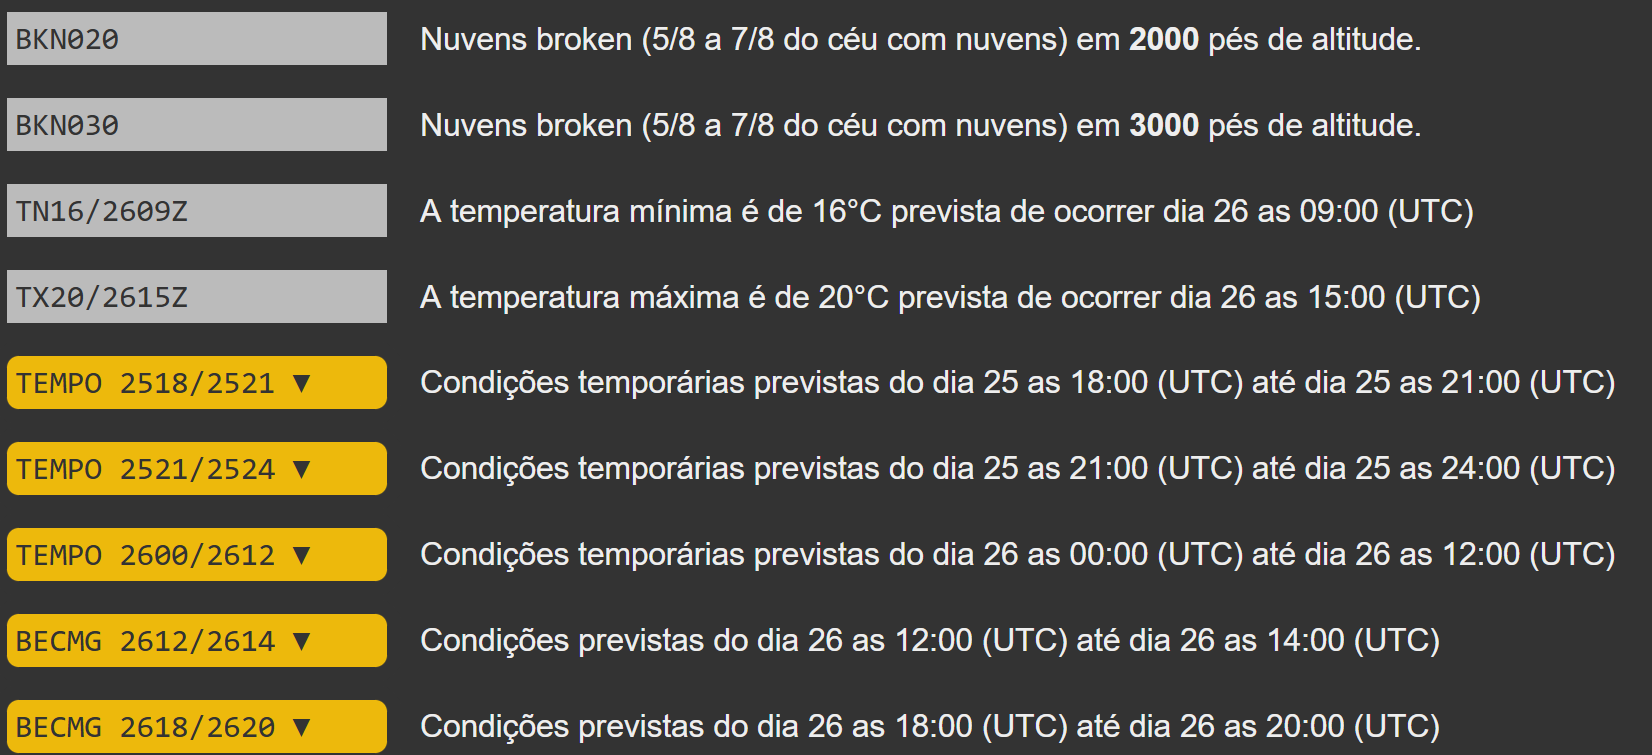 BKN020 Nuvens broken (5/8 a 7/8 do céu com nuvens) em 2000 pés de altitude.
BKN030 Nuvens broken (5/8 a 7/8 do céu com nuvens) em 3000 pés de altitude.
TN16/2609Z A temperatura mínima é de 16°C prevista de ocorrer dia 26 as 09:00 (UTC)
TX20/2615Z A temperatura máxima é de 20°C prevista de ocorrer dia 26 as 15:00 (UTC)
TEMPO 2518/2521 ▼ Condições temporárias previstas do dia 25 as 18:00 (UTC) até dia 25 as 21:00 (UTC)
TEMPO 2521/2524 ▼ Condições temporárias previstas do dia 25 as 21:00 (UTC) até dia 25 as 24:00 (UTC)
TEMPO 2600/2612 ▼ Condições temporárias previstas do dia 26 as 00:00 (UTC) até dia 26 as 12:00 (UTC)
BECMG 2612/2614 ▼ Condições previstas do dia 26 as 12:00 (UTC) até dia 26 as 14:00 (UTC)
BECMG 2618/2620 ▼ Condições previstas do dia 26 as 18:00 (UTC) até dia 26 as 20:00 (UTC)